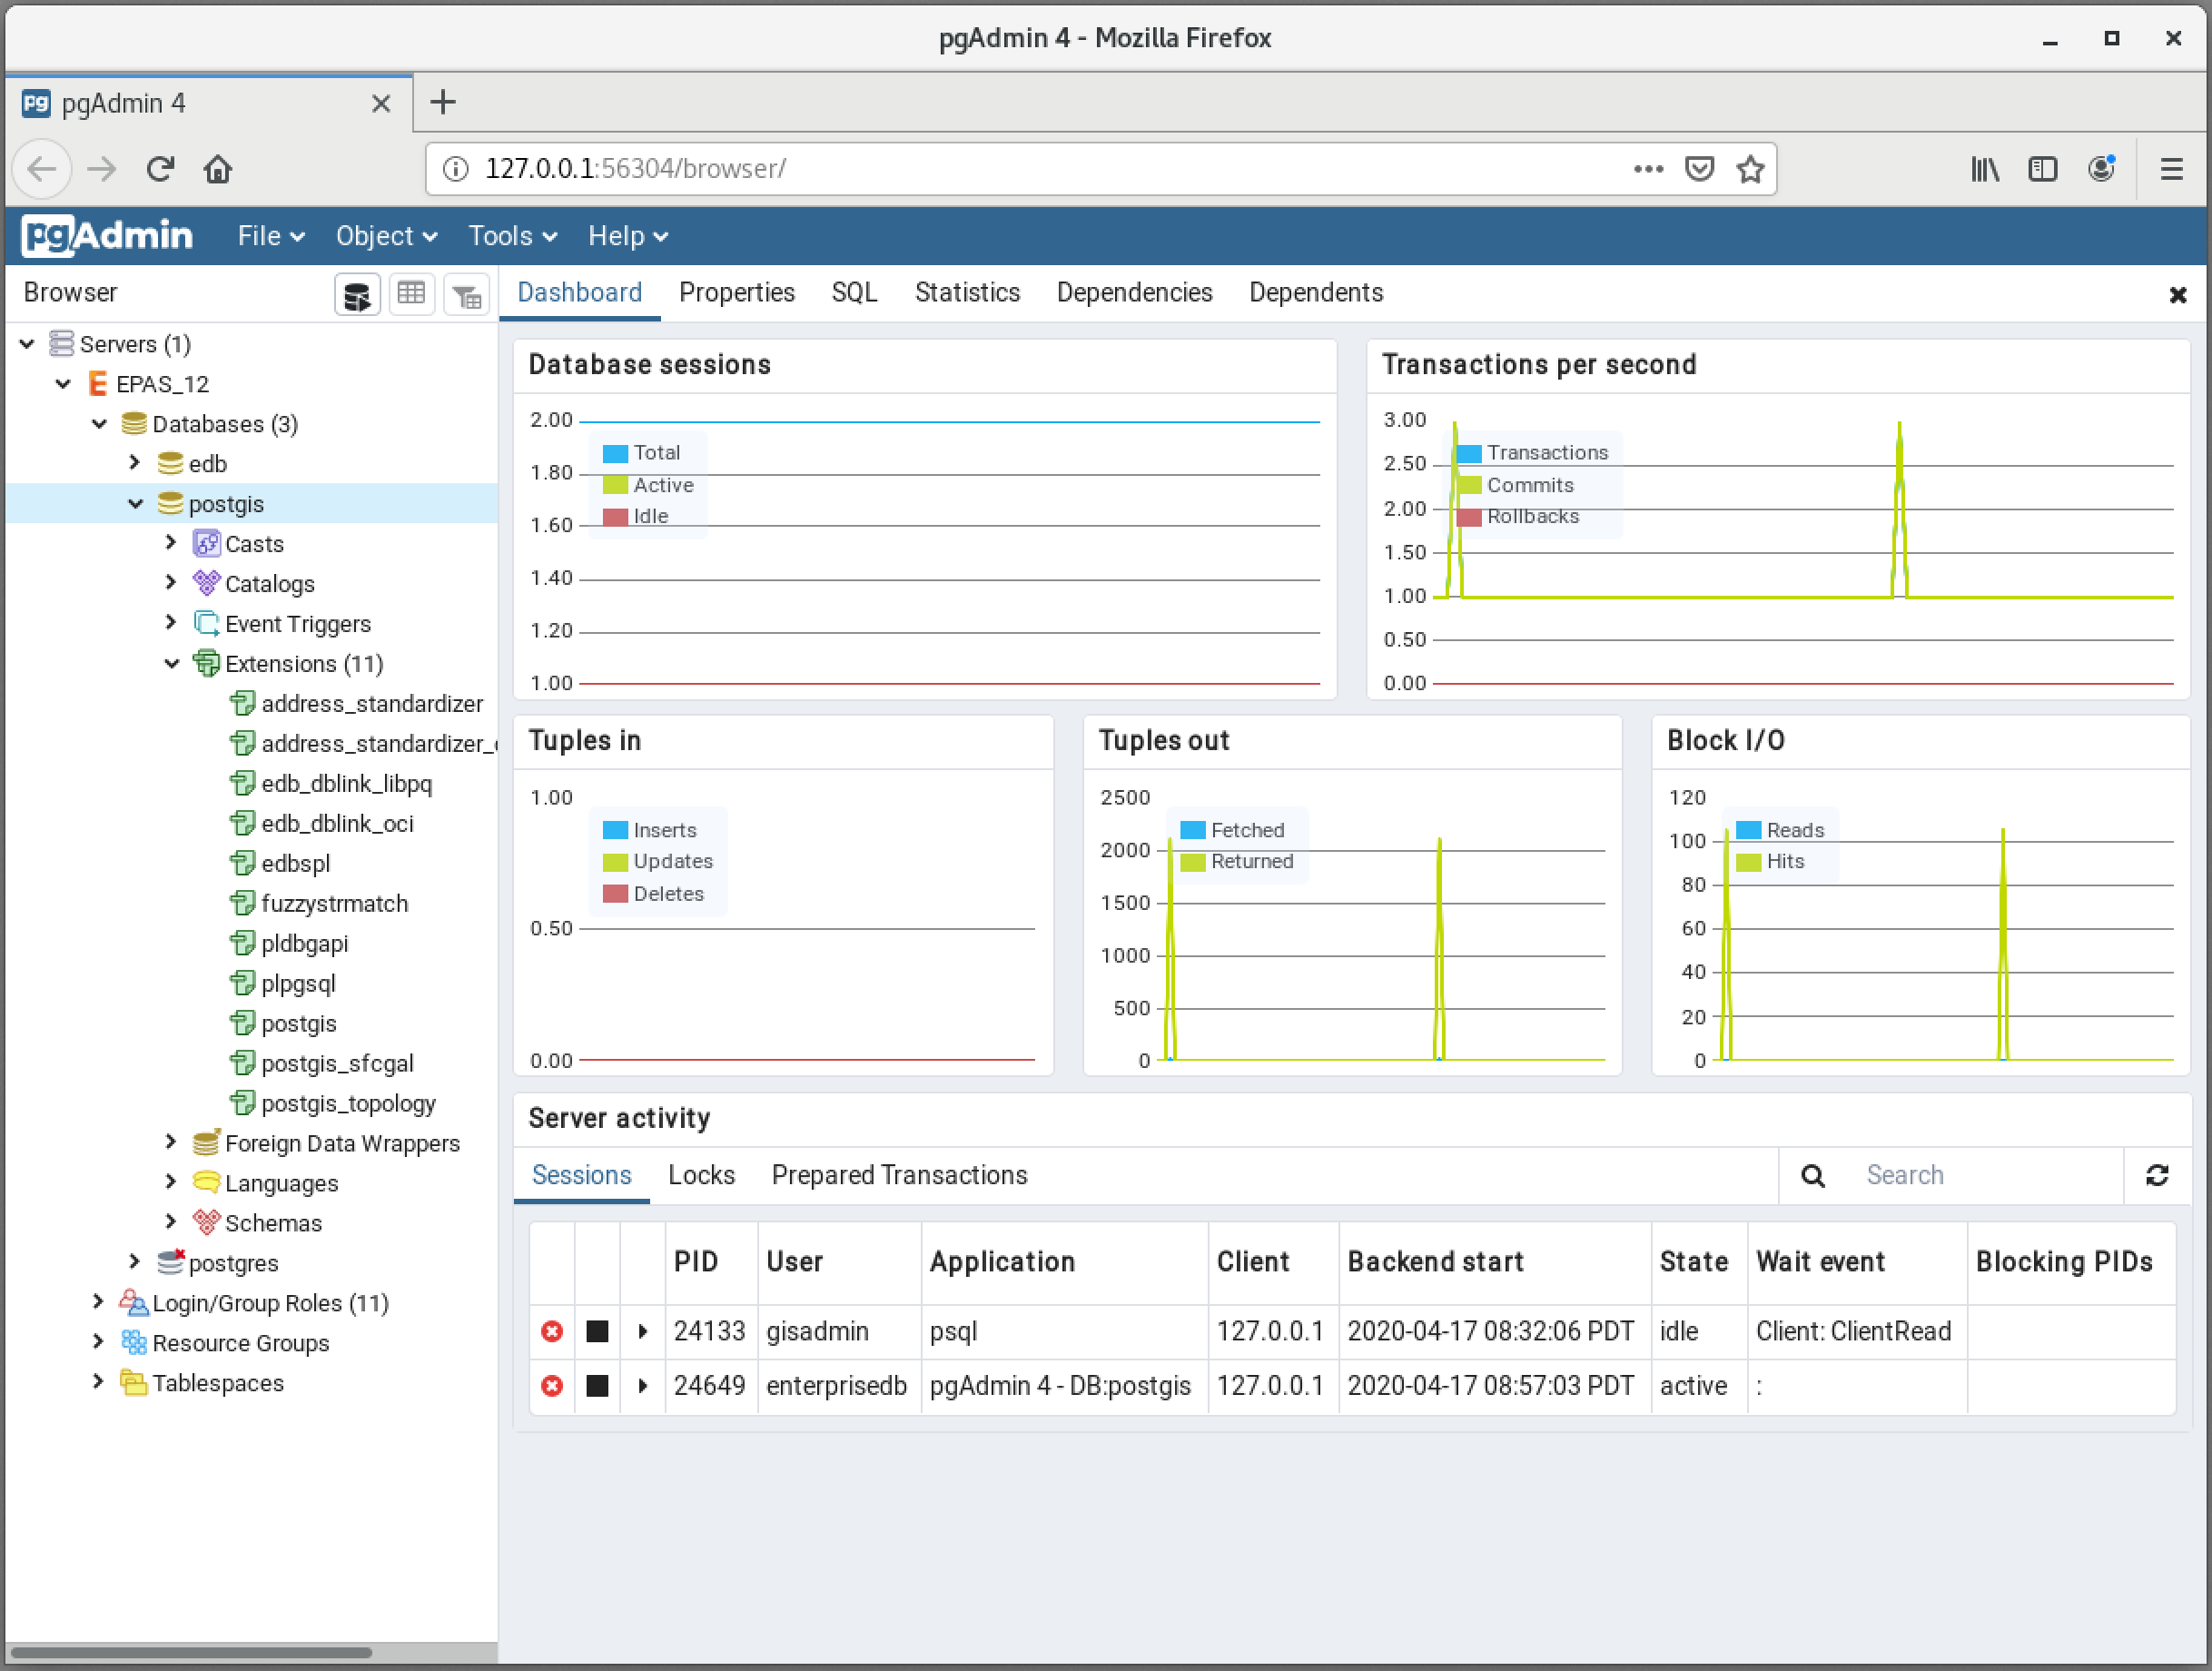 pgAdmin 4 - Mozilla Firefox
pg pgAdmin 4
127.0.0.1:56304/browser/
pgAdmin File Object Tools Help
Browser
Dashboard Properties SQL Statistics Dependencies Dependents
Servers (1)
EPAS_12
Databases (3)
edb
postgis
Casts
Catalogs
Event Triggers
Extensions (11)
address_standardizer
address_standardizer_
edb_dblink_libpq
edb_dblink_oci
edbspl
fuzzystrmatch
pldbgapi
plpgsql
postgis
postgis_sfcgal
postgis_topology
Foreign Data Wrappers
Languages
Schemas
postgres
Login/Group Roles (11)
Resource Groups
Tablespaces
Database sessions
2.00
1.80
1.60
1.40
1.20
1.00
Total
Active
Idle
Transactions per second
3.00
2.50
2.00
1.50
1.00
0.50
0.00
Transactions
Commits
Rollbacks
Tuples in
1.00
0.50
0.00
Inserts
Updates
Deletes
Tuples out
2500
2000
1500
1000
500
0
Fetched
Returned
Block I/O
120
100
80
60
40
20
0
Reads
Hits
Server activity
Sessions Locks Prepared Transactions Search
PID User Application Client Backend start State Wait event Blocking PIDs
24133 gisadmin psql 127.0.0.1 2020-04-17 08:32:06 PDT idle Client: ClientRead
24649 enterprisedb pgAdmin 4 - DB:postgis 127.0.0.1 2020-04-17 08:57:03 PDT active :